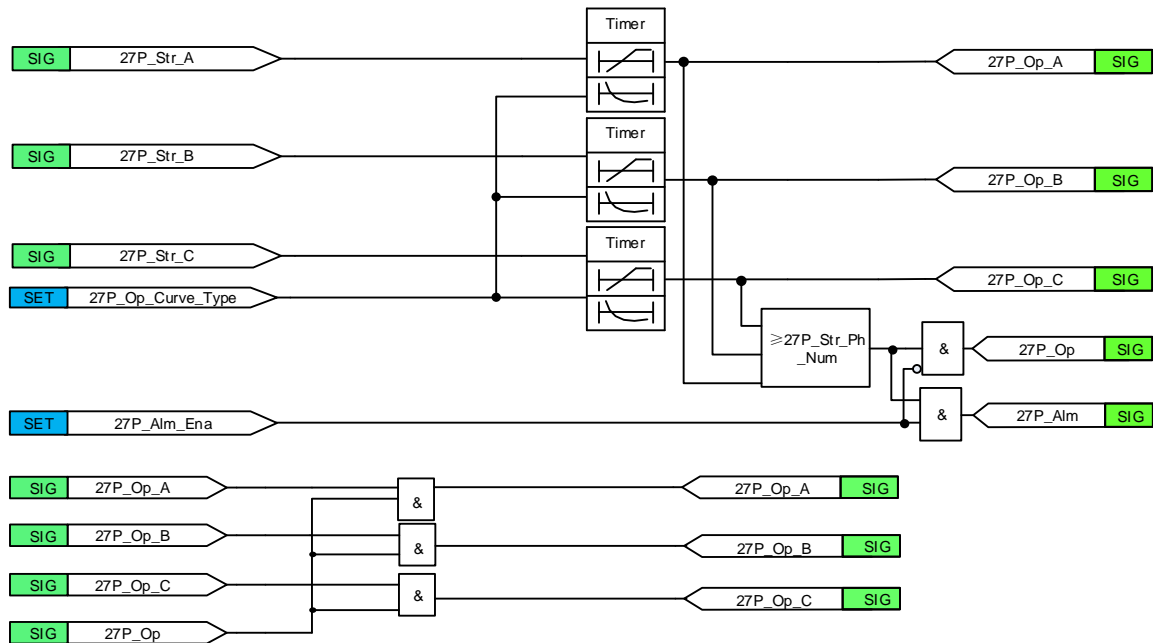 Timer
SIG 27P_Str_A
27P_Op_A SIG
Timer
SIG 27P_Str_B
27P_Op_B SIG
Timer
SIG 27P_Str_C
27P_Op_C SIG
SET 27P_Op_Curve_Type
≥27P_Str_Ph
_Num
&
27P_Op SIG
SET 27P_Alm_Ena
&
27P_Alm SIG
SIG 27P_Op_A
&
27P_Op_A SIG
SIG 27P_Op_B
&
27P_Op_B SIG
SIG 27P_Op_C
&
27P_Op_C SIG
SIG 27P_Op